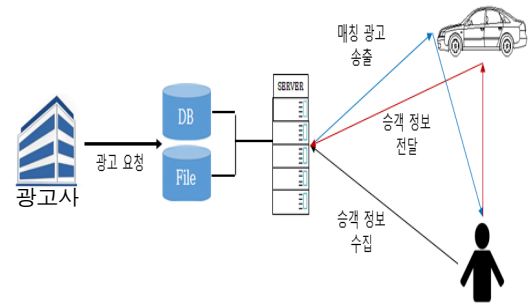 매칭 광고
송출
SERVER
DB
승객 정보
전달
광고 요청
File
광고사
승객 정보
수집